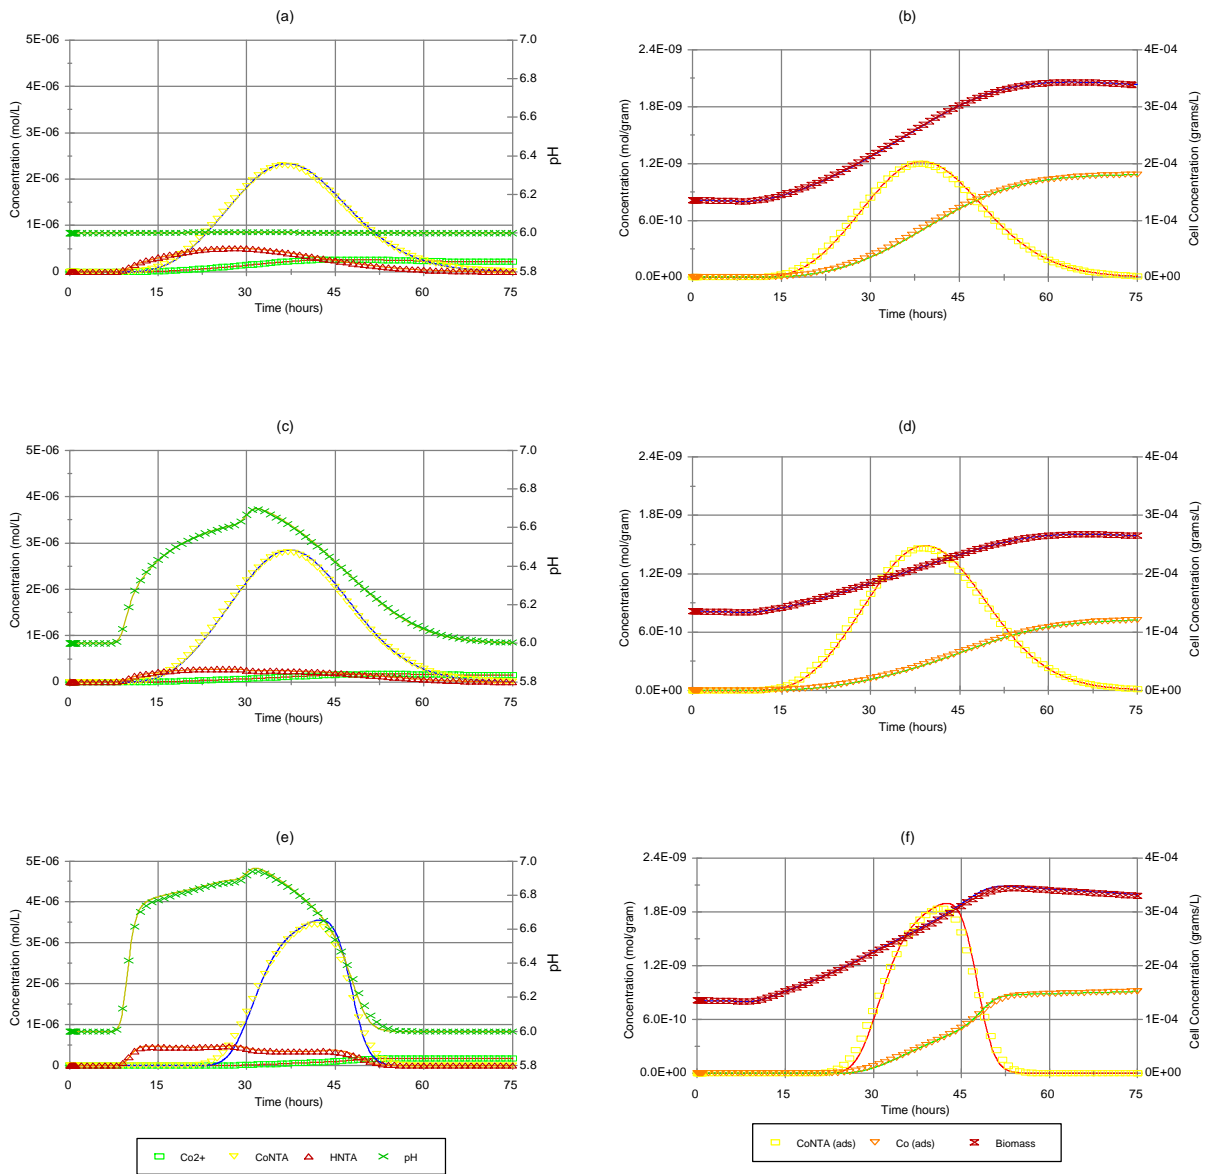 (a)
5E-06
4E-06
3E-06
2E-06
1E-06
0
7.0
6.8
6.6
6.4
6.2
6.0
5.8
0 15 30 45 60 75
Time (hours)
Concentration (mol/L)
pH
(b)
2.4E-09
1.8E-09
1.2E-09
6.0E-10
0.0E+00
4E-04
3E-04
2E-04
1E-04
0E+00
0 15 30 45 60 75
Time (hours)
Concentration (mol/gram)
Cell Concentration (grams/L)
(c)
5E-06
4E-06
3E-06
2E-06
1E-06
0
7.0
6.8
6.6
6.4
6.2
6.0
5.8
0 15 30 45 60 75
Time (hours)
Concentration (mol/L)
pH
(d)
2.4E-09
1.8E-09
1.2E-09
6.0E-10
0.0E+00
4E-04
3E-04
2E-04
1E-04
0E+00
0 15 30 45 60 75
Time (hours)
Concentration (mol/gram)
Cell Concentration (grams/L)
(e)
5E-06
4E-06
3E-06
2E-06
1E-06
0
7.0
6.8
6.6
6.4
6.2
6.0
5.8
0 15 30 45 60 75
Time (hours)
Concentration (mol/L)
pH
(f)
2.4E-09
1.8E-09
1.2E-09
6.0E-10
0.0E+00
4E-04
3E-04
2E-04
1E-04
0E+00
0 15 30 45 60 75
Time (hours)
Concentration (mol/gram)
Cell Concentration (grams/L)
Co2+ CoNTA HNTA pH
CoNTA (ads) Co (ads) Biomass